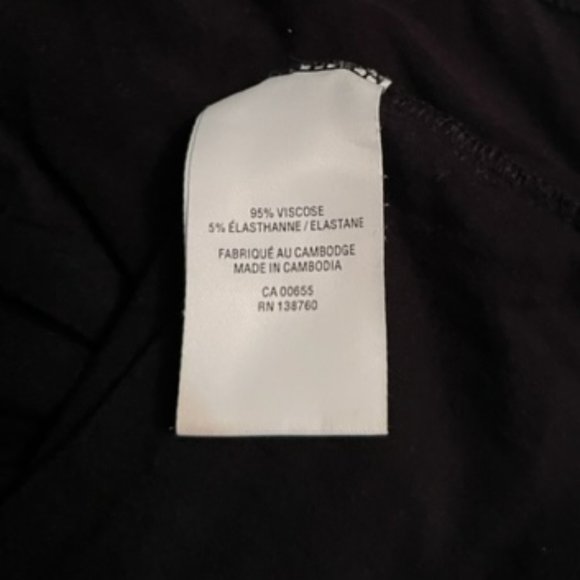 95% VISCOSE
5% ÉLASTHANNE / ELASTANE
FABRIQUÉ AU CAMBODGE
MADE IN CAMBODIA
CA 00655
RN 138760